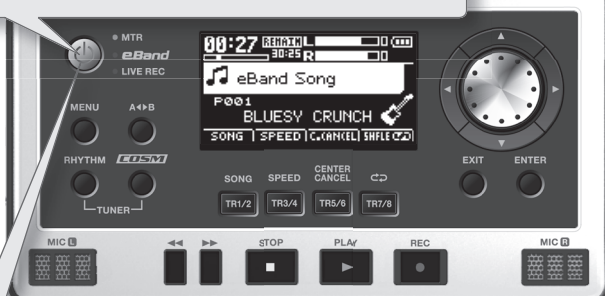 MTR
eBand
LIVE REC
00:27 REMAIN L
30:25 R
eBand Song
P001
BLUESY CRUNCH
SONG SPEED C.CANCEL SHFLE
MENU A◂▸B
RHYTHM COSM
TUNER
SONG SPEED CENTER CANCEL
TR1/2 TR3/4 TR5/6 TR7/8
EXIT ENTER
MIC L STOP PLAY REC MIC R